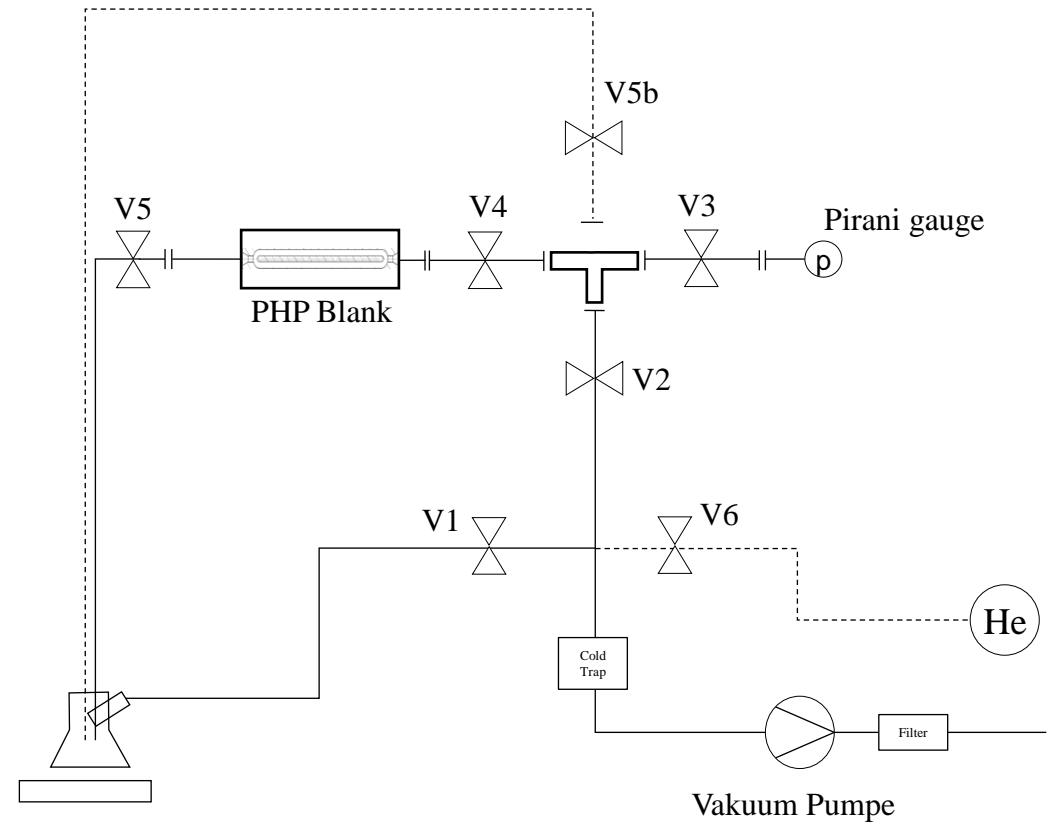 V5b
V5
V4
V3
Pirani gauge
p
PHP Blank
V2
V1
V6
He
Cold
Trap
Filter
Vakuum Pumpe